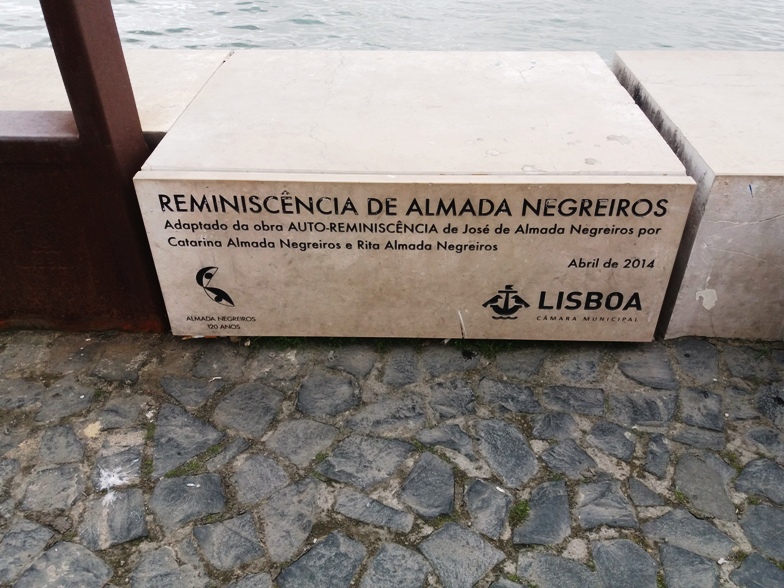 REMINISCÊNCIA DE ALMADA NEGREIROS
Adaptado da obra AUTO-REMINISCÊNCIA de José de Almada Negreiros por
Catarina Almada Negreiros e Rita Almada Negreiros
Abril de 2014
ALMADA NEGREIROS
120 ANOS
LISBOA
CÂMARA MUNICIPAL